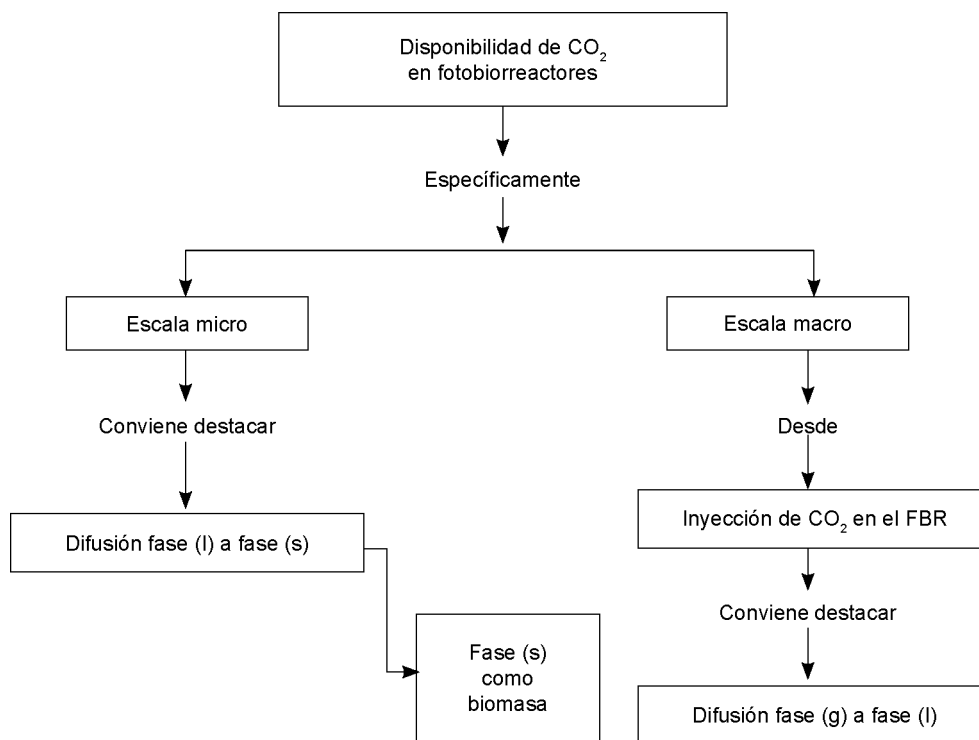 Disponibilidad de CO₂
en fotobiorreactores
Específicamente
Escala micro
Escala macro
Conviene destacar
Desde
Difusión fase (l) a fase (s)
Inyección de CO₂ en el FBR
Conviene destacar
Fase (s)
como
biomasa
Difusión fase (g) a fase (l)